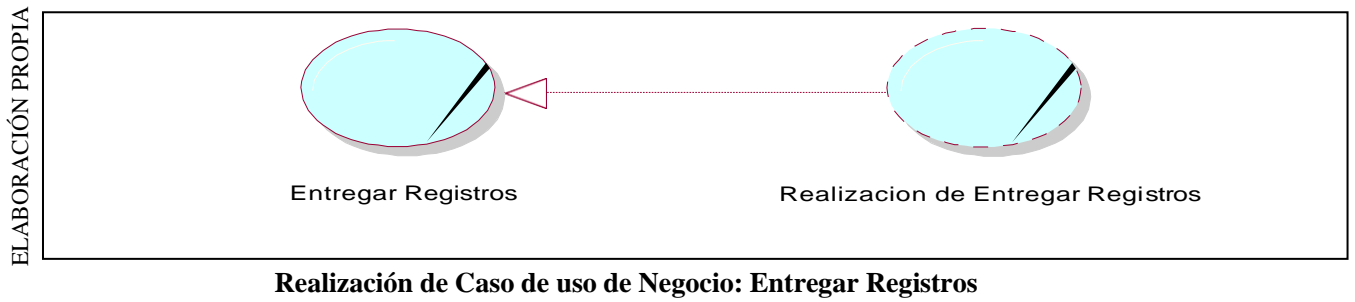 ELABORACIÓN PROPIA
Entregar Registros
Realizacion de Entregar Registros
Realización de Caso de uso de Negocio: Entregar Registros